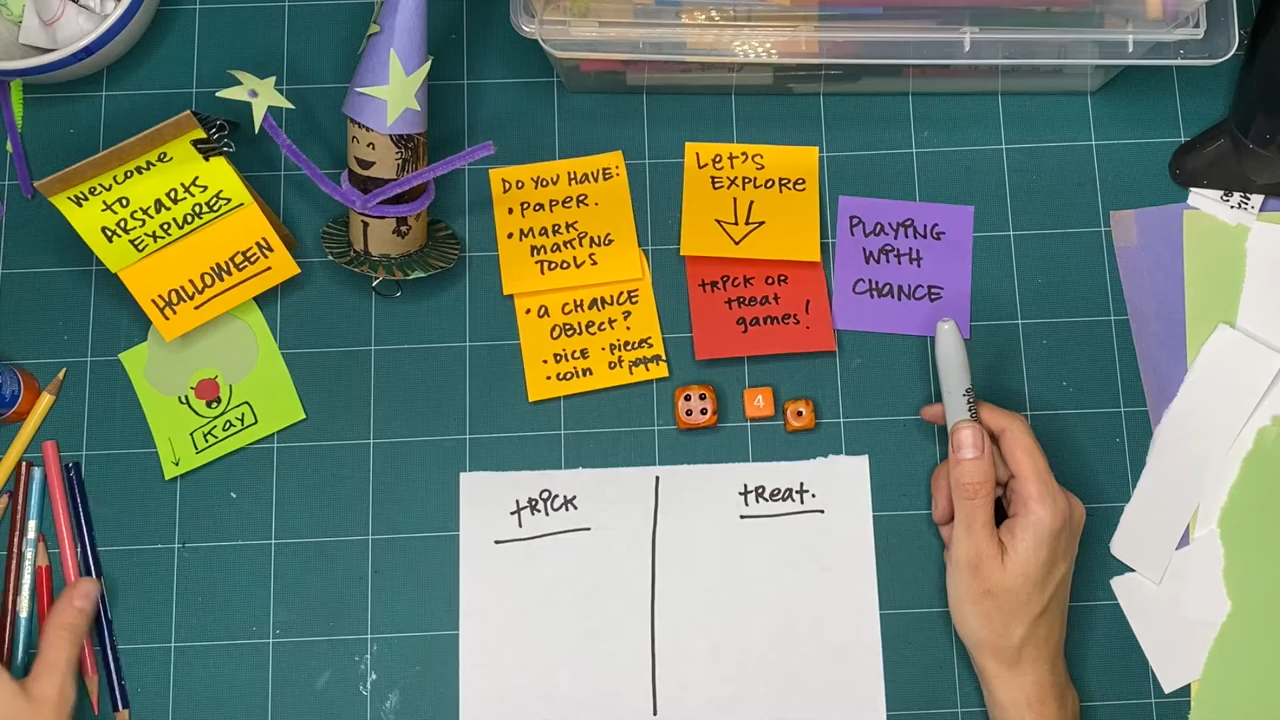 Welcome
to
ARSTARTS
EXPLORES
HALLOWEEN
Kay
DO YOU HAVE:
• PAPER.
• MARK
MAKING
TOOLS
• A CHANCE
OBJECT?
• DICE • pieces
• coin of paper
LET'S
EXPLORE
tRiCK OR
tReat
games!
PLAYING
WITH
CHANCE
4
tRiCK
tReat.